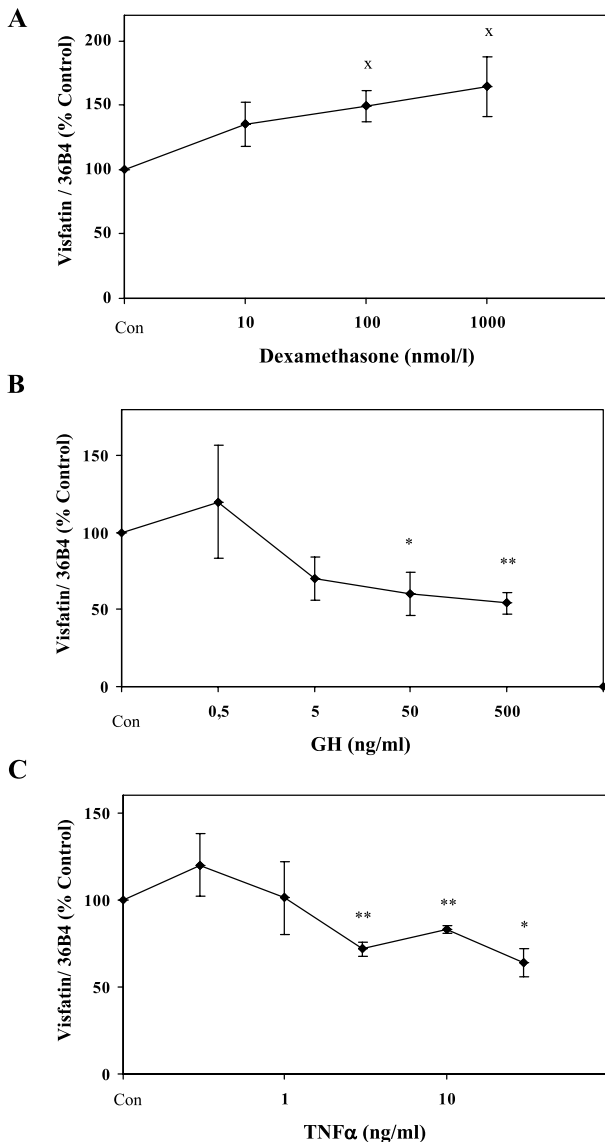 A
Visfatin / 36B4 (% Control)
200
150
100
50
0
x
x
Con
10
100
1000
Dexamethasone (nmol/l)
B
Visfatin/ 36B4 (% Control)
150
100
50
0
*
**
Con
0,5
5
50
500
GH (ng/ml)
C
Visfatin/ 36B4 (% Control)
150
100
50
0
**
**
*
Con
1
10
TNFα (ng/ml)